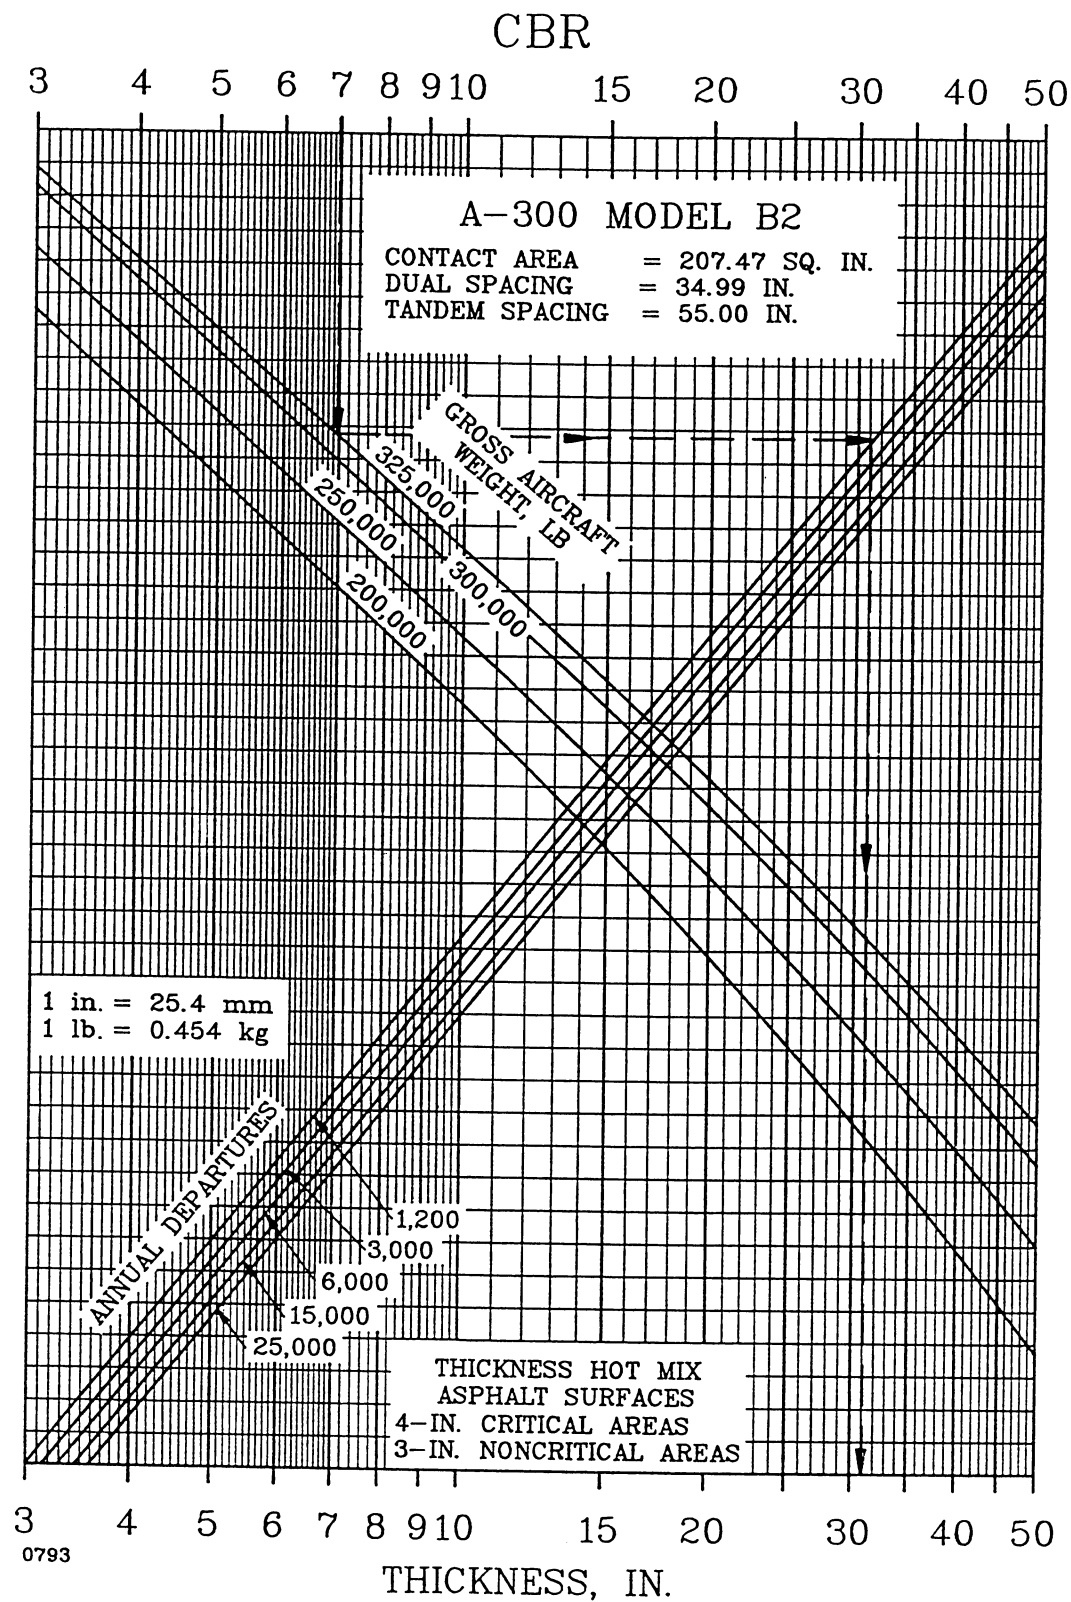 CBR
3 4 5 6 7 8 9 10 15 20 30 40 50
A-300 MODEL B2
CONTACT AREA = 207.47 SQ. IN.
DUAL SPACING = 34.99 IN.
TANDEM SPACING = 55.00 IN.
GROSS AIRCRAFT
WEIGHT, LB
325,000
250,000
300,000
200,000
1 in. = 25.4 mm
1 lb. = 0.454 kg
ANNUAL DEPARTURES
1,200
3,000
6,000
15,000
25,000
THICKNESS HOT MIX
ASPHALT SURFACES
4-IN. CRITICAL AREAS
3-IN. NONCRITICAL AREAS
3 4 5 6 7 8 9 10 15 20 30 40 50
0793
THICKNESS, IN.